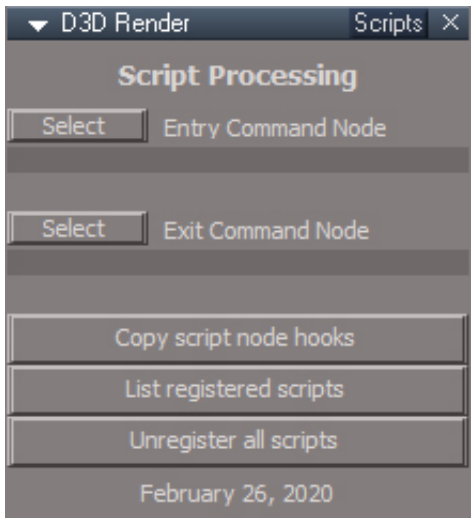 D3D Render Scripts ×
Script Processing
Select Entry Command Node
Select Exit Command Node
Copy script node hooks
List registered scripts
Unregister all scripts
February 26, 2020